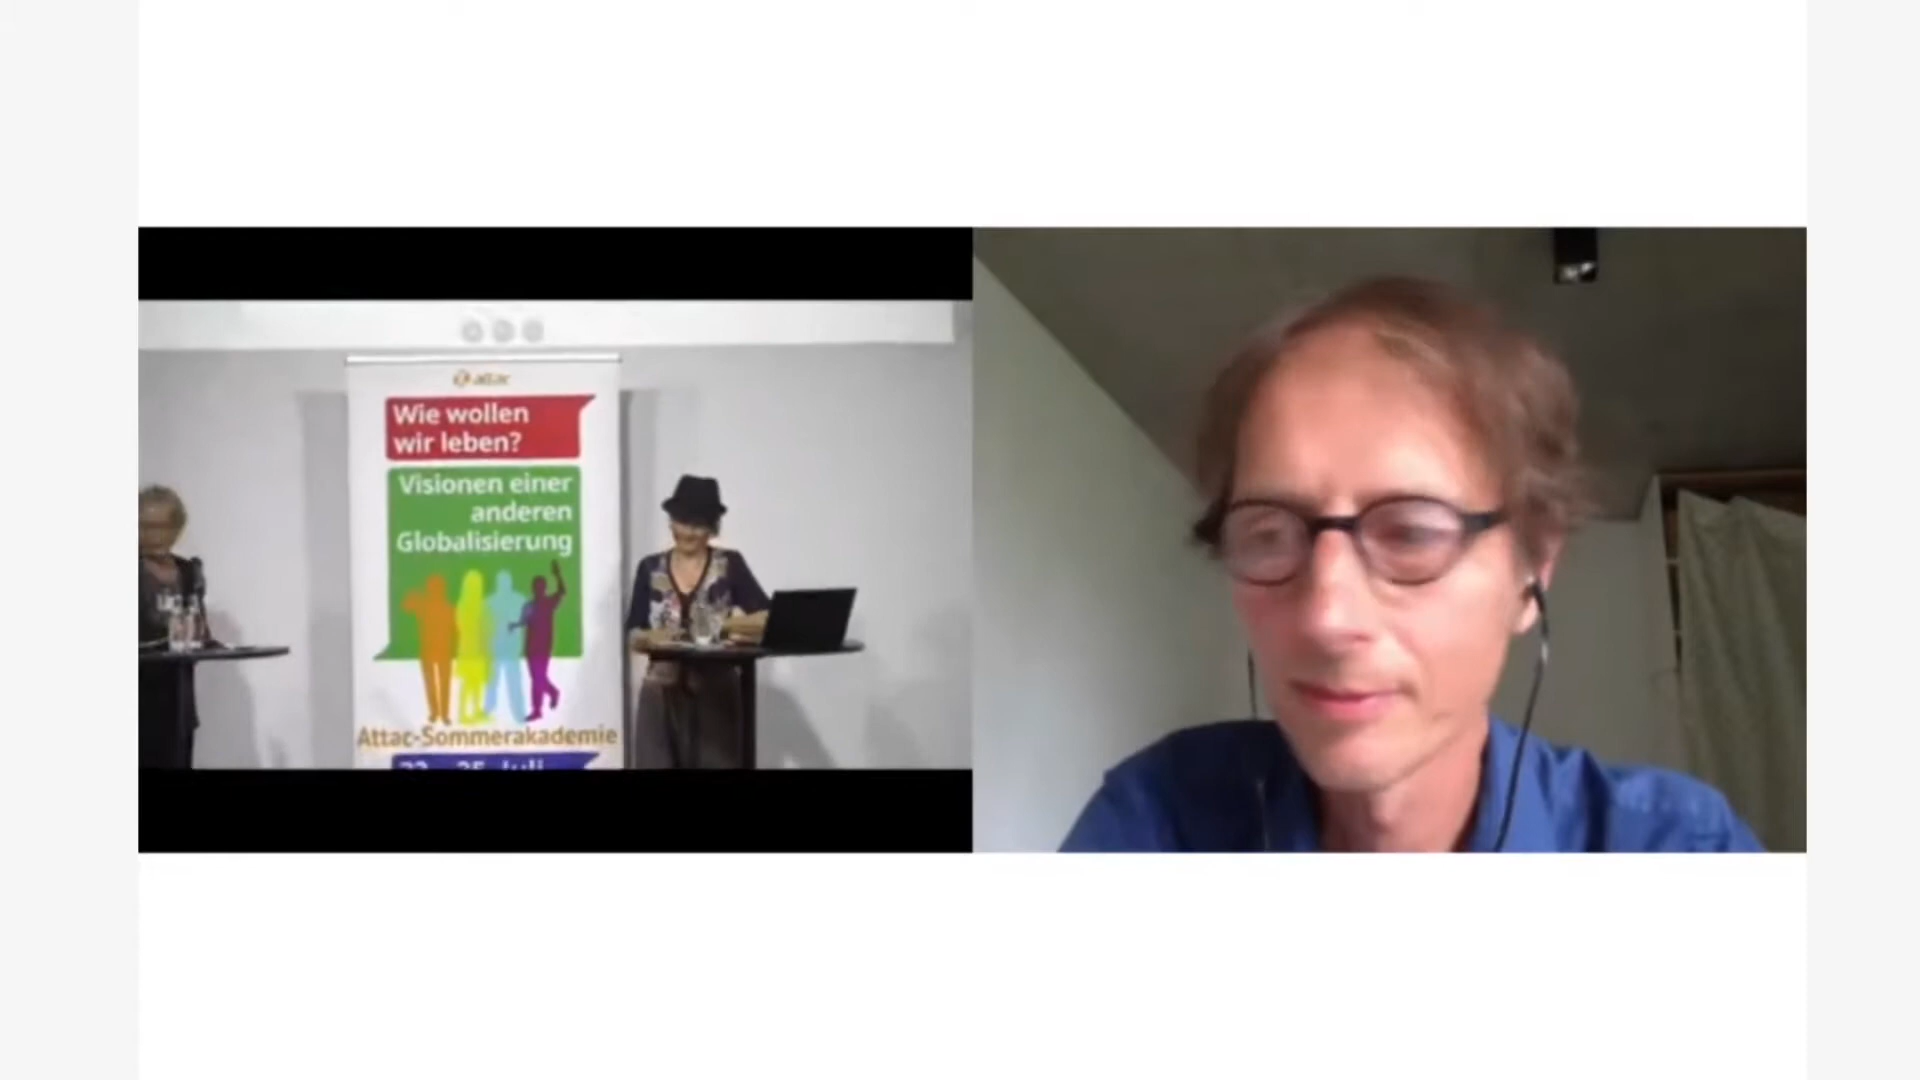 attac
Wie wollen
wir leben?
Visionen einer
anderen
Globalisierung
Attac-Sommerakademie